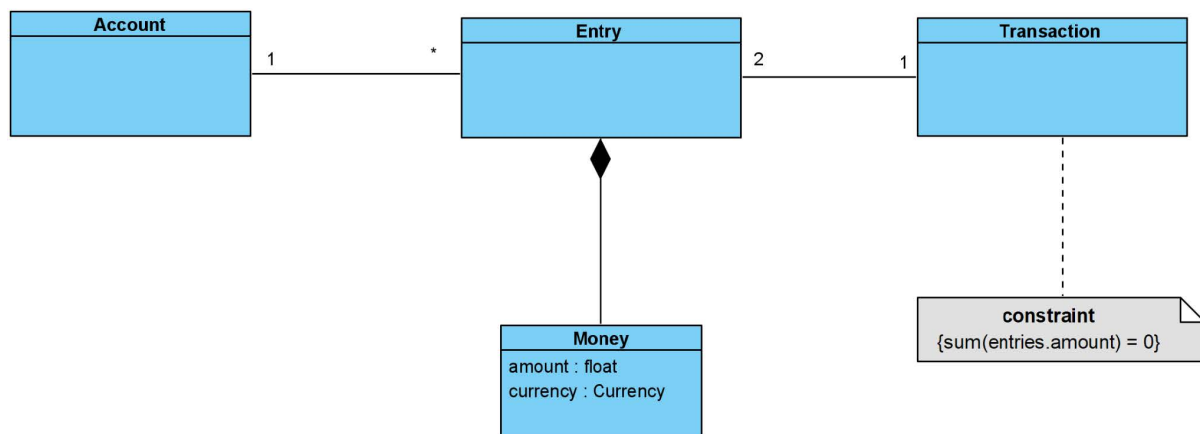 Account
Entry
Transaction
1
*
2
1
Money
amount : float
currency : Currency
constraint
{sum(entries.amount) = 0}